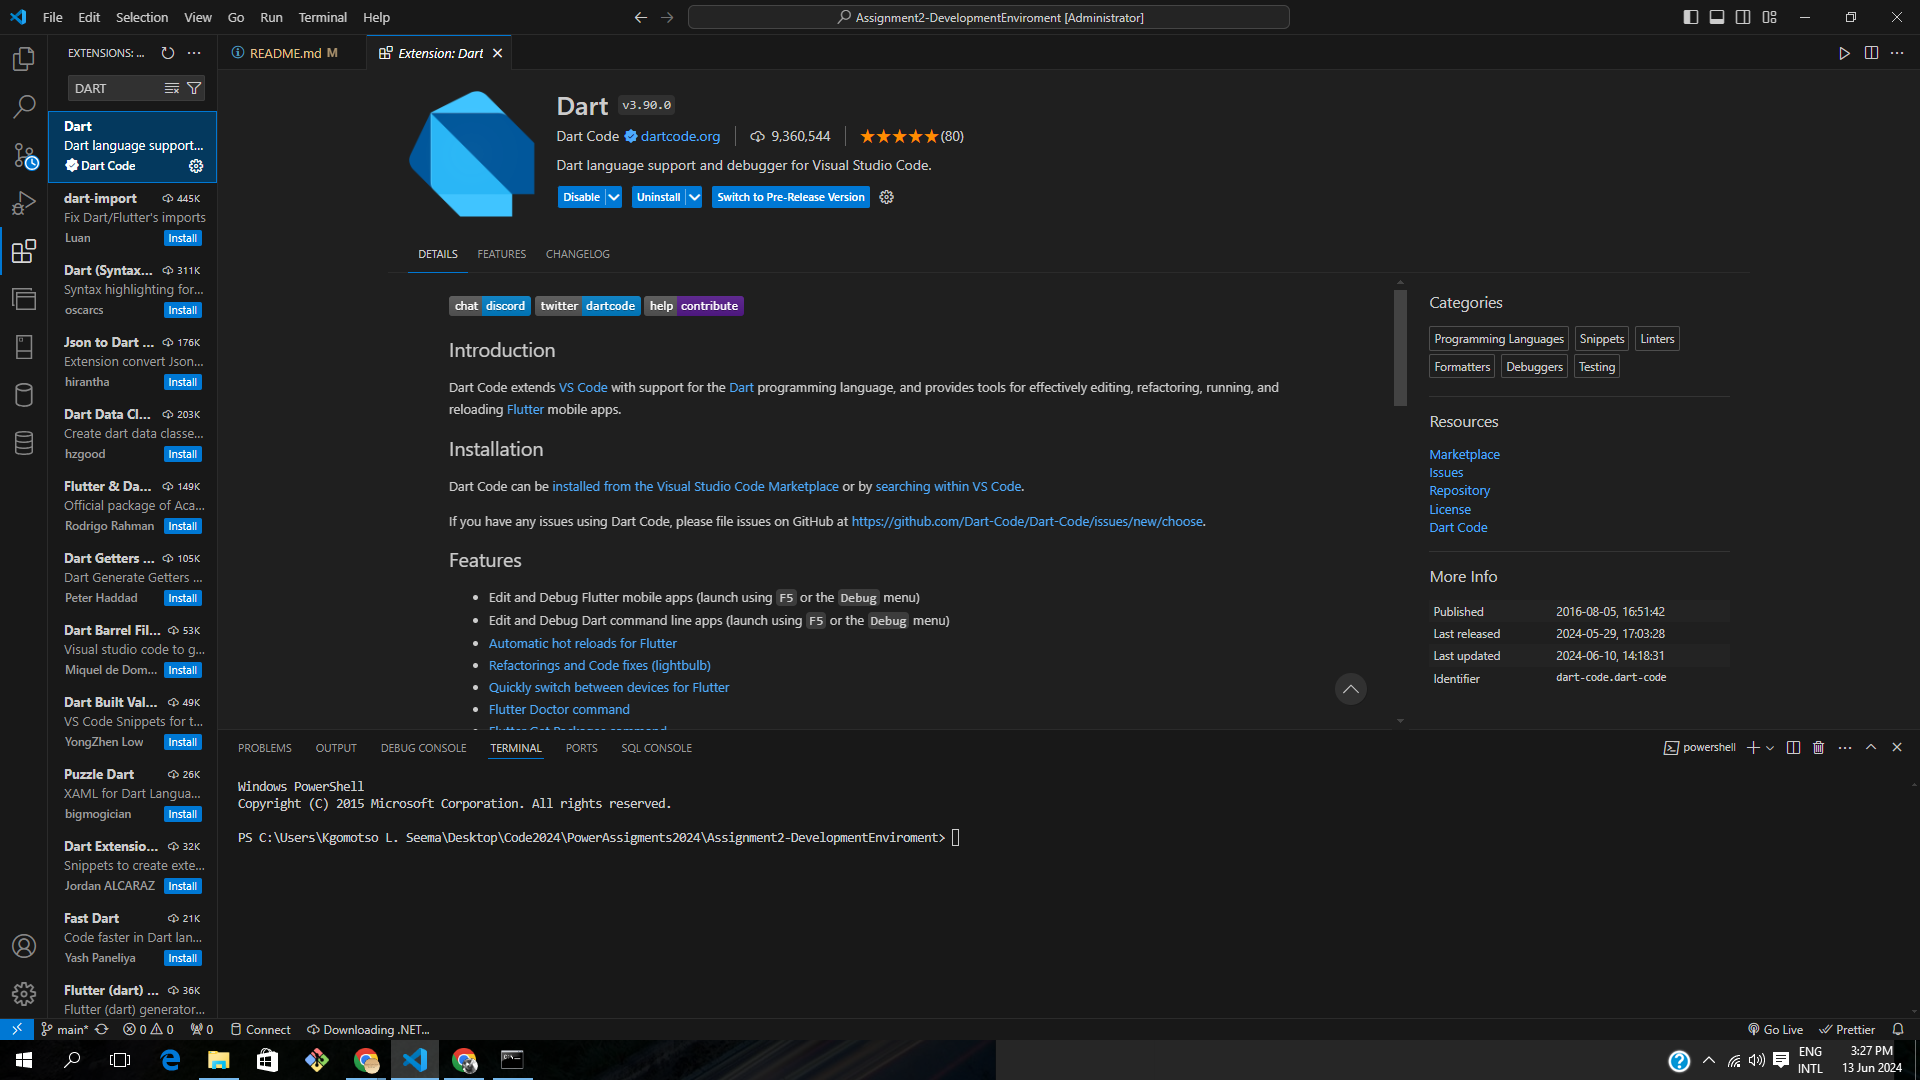 File Edit Selection View Go Run Terminal Help
Assignment2-DevelopmentEnviroment [Administrator]
EXTENSIONS: ...
README.md M
Extension: Dart
DART
Dart
Dart language support...
Dart Code
dart-import 445K
Fix Dart/Flutter's imports
Luan Install
Dart (Syntax... 311K
Syntax highlighting for...
oscarcs Install
Json to Dart ... 176K
Extension convert Json...
hirantha Install
Dart Data Cl... 203K
Create dart data classe...
hzgood Install
Flutter & Da... 149K
Official package of Aca...
Rodrigo Rahman Install
Dart Getters ... 105K
Dart Generate Getters ...
Peter Haddad Install
Dart Barrel Fil... 53K
Visual studio code to g...
Miquel de Dom... Install
Dart Built Val... 49K
VS Code Snippets for t...
YongZhen Low Install
Puzzle Dart 26K
XAML for Dart Langua...
bigmogician Install
Dart Extensio... 32K
Snippets to create exte...
Jordan ALCARAZ Install
Fast Dart 21K
Code faster in Dart lan...
Yash Paneliya Install
Flutter (dart) ... 36K
Flutter (dart) generator...
Dart v3.90.0
Dart Code dartcode.org 9,360,544 (80)
Dart language support and debugger for Visual Studio Code.
Disable Uninstall Switch to Pre-Release Version
DETAILS FEATURES CHANGELOG
chat discord twitter dartcode help contribute
Introduction
Dart Code extends VS Code with support for the Dart programming language, and provides tools for effectively editing, refactoring, running, and
reloading Flutter mobile apps.
Installation
Dart Code can be installed from the Visual Studio Code Marketplace or by searching within VS Code.
If you have any issues using Dart Code, please file issues on GitHub at https://github.com/Dart-Code/Dart-Code/issues/new/choose.
Features
• Edit and Debug Flutter mobile apps (launch using F5 or the Debug menu)
• Edit and Debug Dart command line apps (launch using F5 or the Debug menu)
• Automatic hot reloads for Flutter
• Refactorings and Code fixes (lightbulb)
• Quickly switch between devices for Flutter
• Flutter Doctor command
• Flutter Get Packages command
Categories
Programming Languages Snippets Linters
Formatters Debuggers Testing
Resources
Marketplace
Issues
Repository
License
Dart Code
More Info
Published 2016-08-05, 16:51:42
Last released 2024-05-29, 17:03:28
Last updated 2024-06-10, 14:18:31
Identifier dart-code.dart-code
PROBLEMS OUTPUT DEBUG CONSOLE TERMINAL PORTS SQL CONSOLE
powershell
Windows PowerShell
Copyright (C) 2015 Microsoft Corporation. All rights reserved.
PS C:\Users\Kgomotso L. Seema\Desktop\Code2024\PowerAssigments2024\Assignment2-DevelopmentEnviroment>
main* 0 0 0 Connect Downloading .NET...
Go Live Prettier
ENG
INTL
3:27 PM
13 Jun 2024